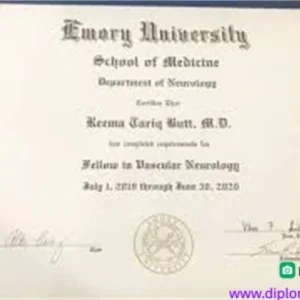 Emory University
School of Medicine
Department of Neurology
Certifies That
Reema Tariq Butt, M.D.
has completed requirements for
Fellow in Vascular Neurology
July 1, 2019 through June 30, 2020
www.diplon